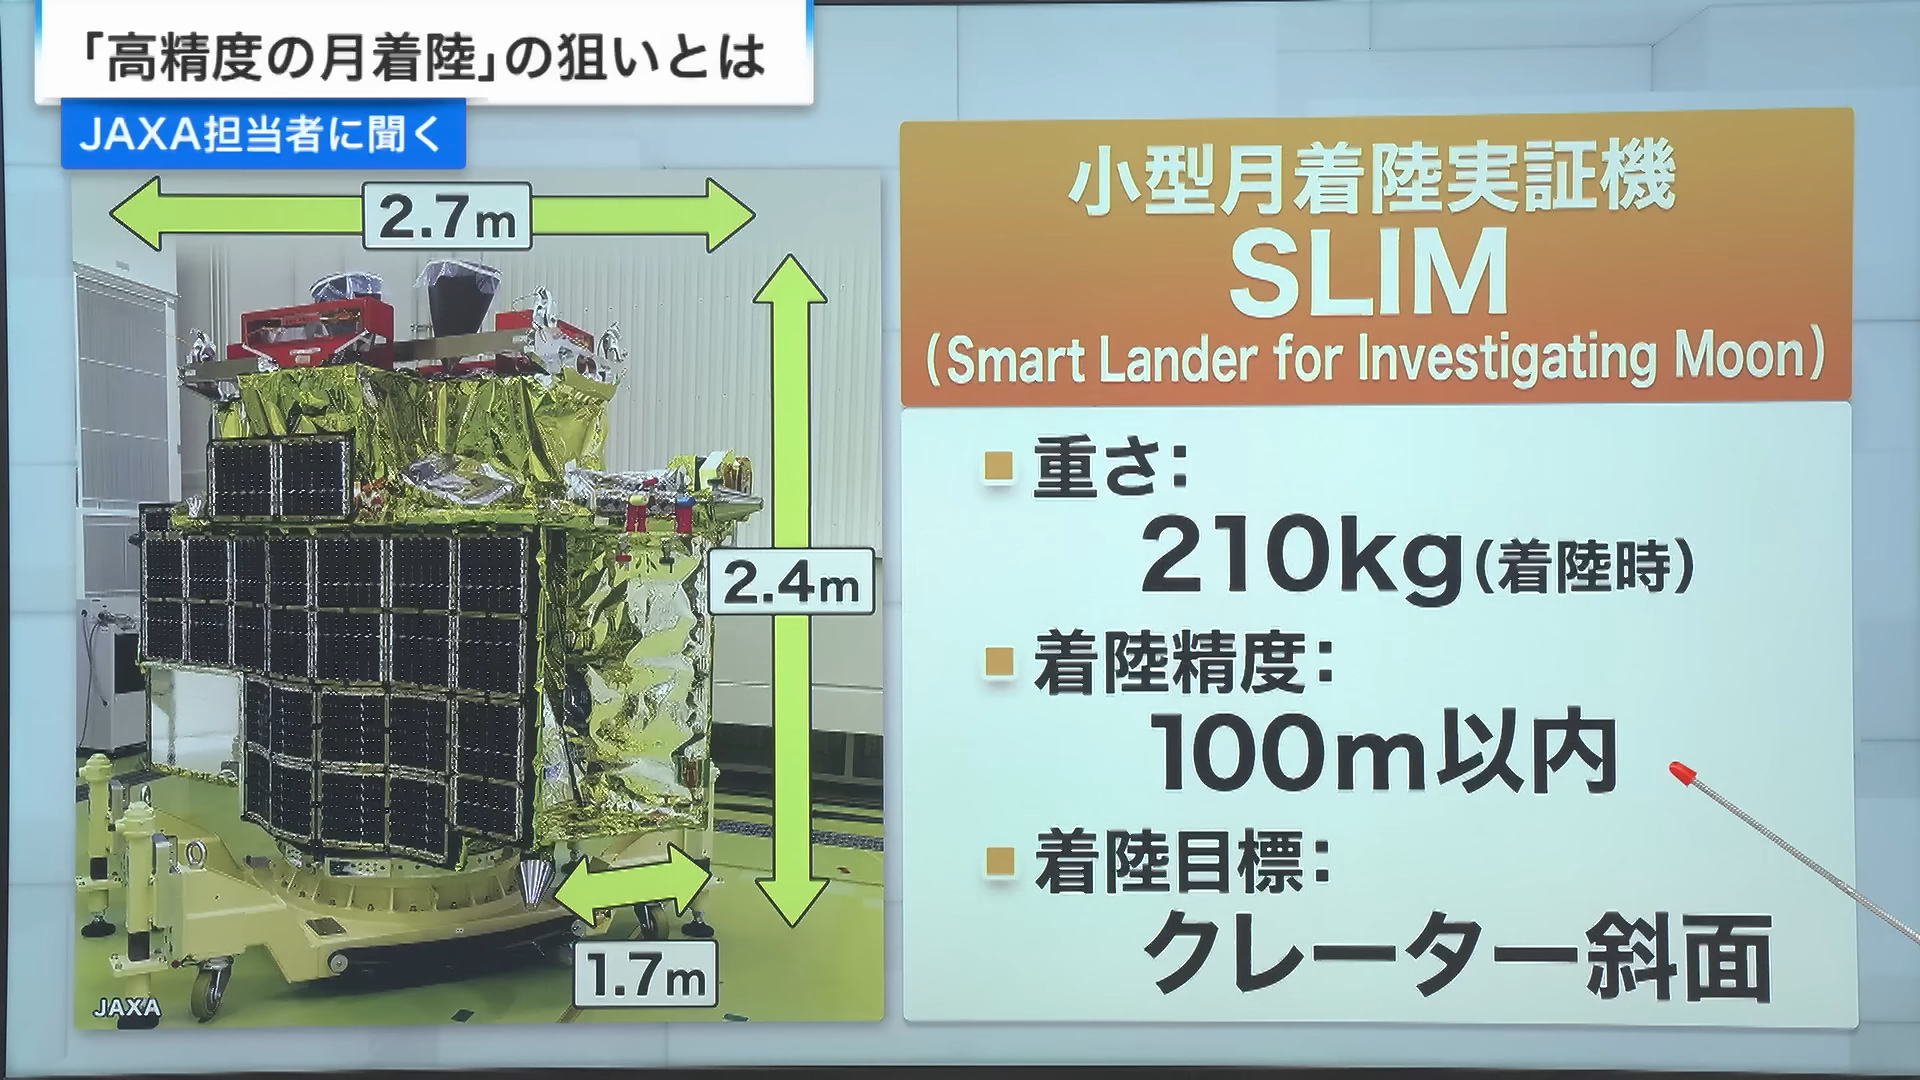 「高精度の月着陸」の狙いとは
JAXA担当者に聞く
2.7m
2.4m
1.7m
JAXA
小型月着陸実証機
SLIM
(Smart Lander for Investigating Moon)
重さ:
210kg(着陸時)
着陸精度:
100m以内
着陸目標:
クレーター斜面